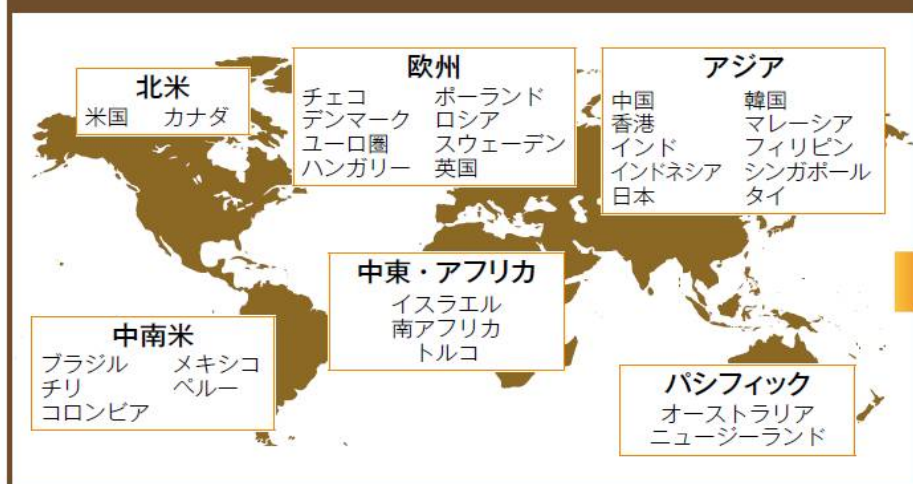 北米
米国 カナダ
欧州
チェコ ポーランド
デンマーク ロシア
ユーロ圏 スウェーデン
ハンガリー 英国
アジア
中国 韓国
香港 マレーシア
インド フィリピン
インドネシア シンガポール
日本 タイ
中東・アフリカ
イスラエル
南アフリカ
トルコ
中南米
ブラジル メキシコ
チリ ペルー
コロンビア
パシフィック
オーストラリア
ニュージーランド